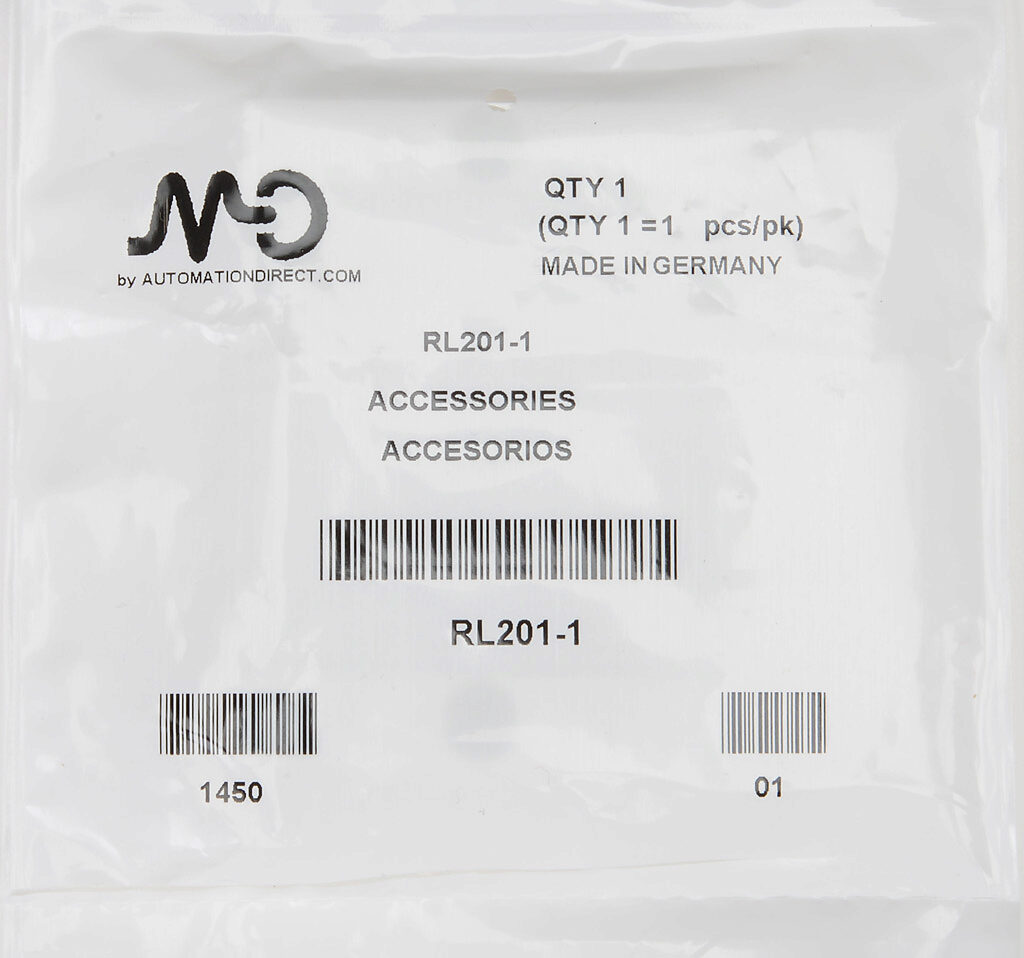 MD
by AUTOMATIONDIRECT.COM
QTY 1
(QTY 1 = 1 pcs/pk)
MADE IN GERMANY
RL201-1
ACCESSORIES
ACCESORIOS
RL201-1
1450
01